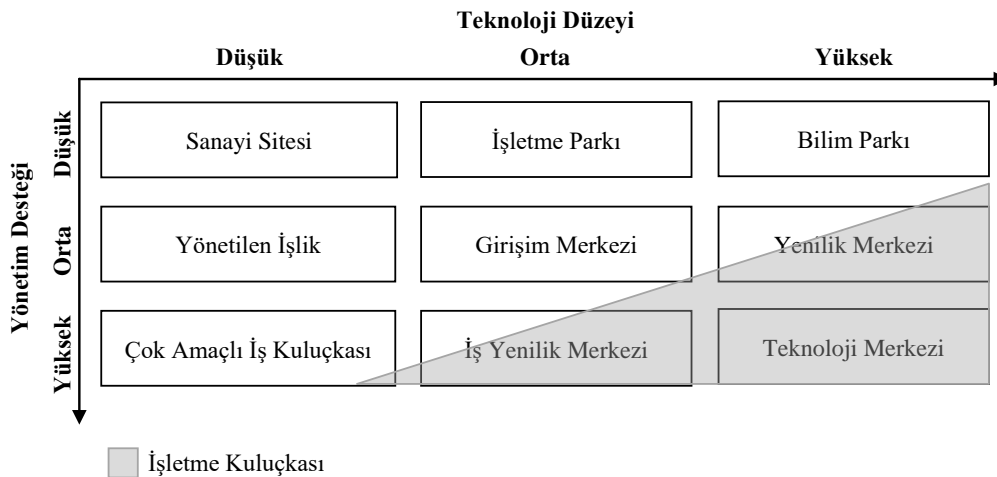 Teknoloji Düzeyi
Düşük Orta Yüksek
Yönetim Desteği
Düşük
Sanayi Sitesi
İşletme Parkı
Bilim Parkı
Orta
Yönetilen İşlik
Girişim Merkezi
Yenilik Merkezi
Yüksek
Çok Amaçlı İş Kuluçkası
İş Yenilik Merkezi
Teknoloji Merkezi
İşletme Kuluçkası